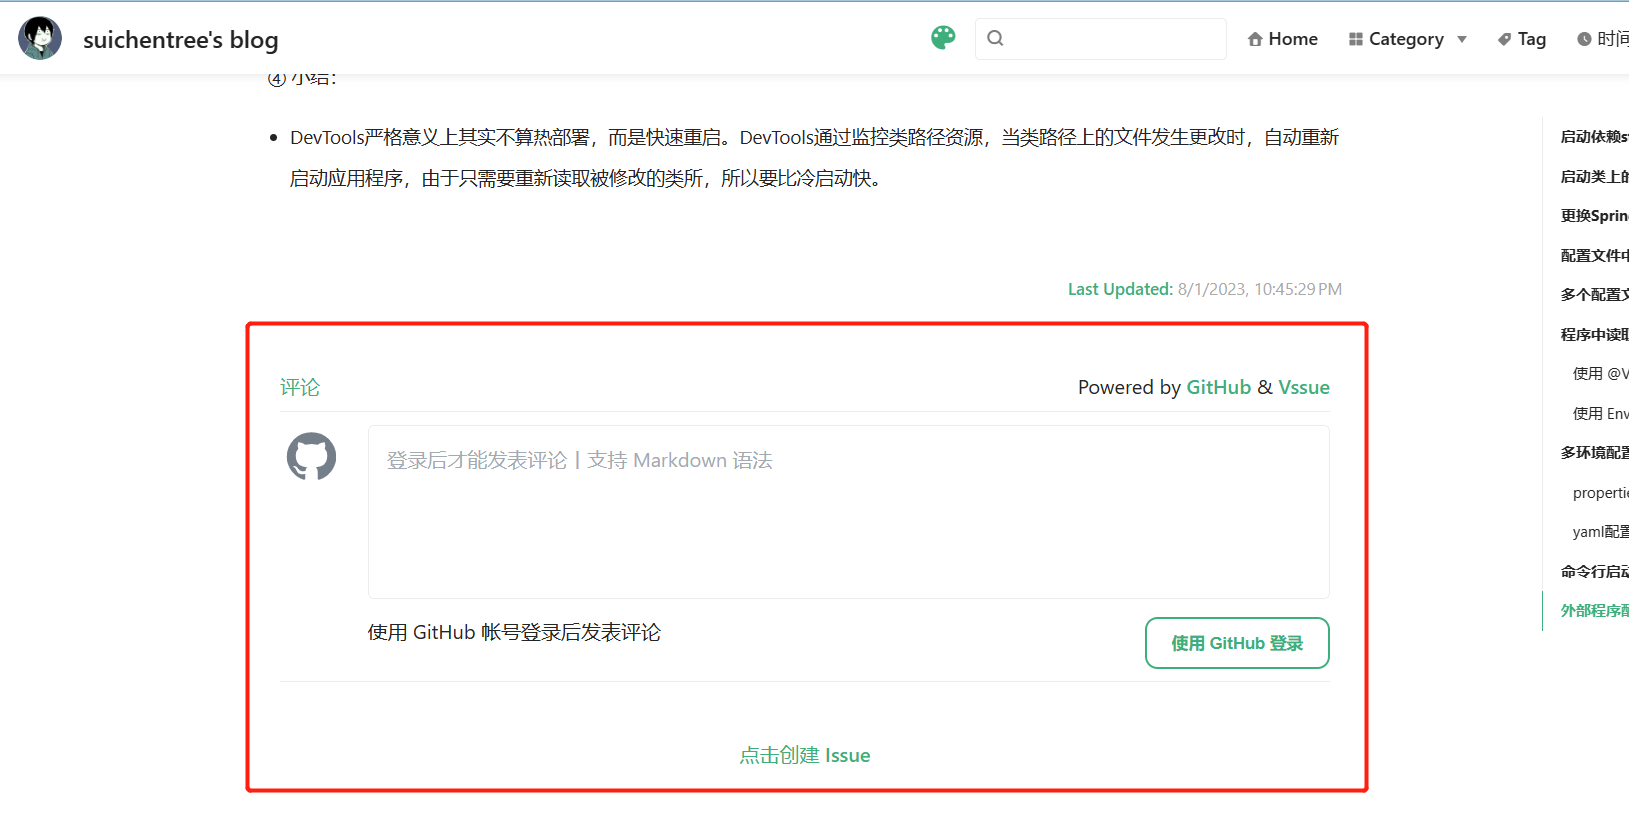 suichentree's blog
Home
Category
Tag
时间
④ 小结：
DevTools严格意义上其实不算热部署，而是快速重启。DevTools通过监控类路径资源，当类路径上的文件发生更改时，自动重新
启动应用程序，由于只需要重新读取被修改的类所，所以要比冷启动快。
Last Updated: 8/1/2023, 10:45:29 PM
评论
Powered by GitHub & Vssue
登录后才能发表评论 | 支持 Markdown 语法
使用 GitHub 帐号登录后发表评论
使用 GitHub 登录
点击创建 Issue
启动依赖s
启动类上的
更换Sprin
配置文件中
多个配置文
程序中读取
使用 @V
使用 Env
多环境配置
properti
yaml配置
命令行启动
外部程序配